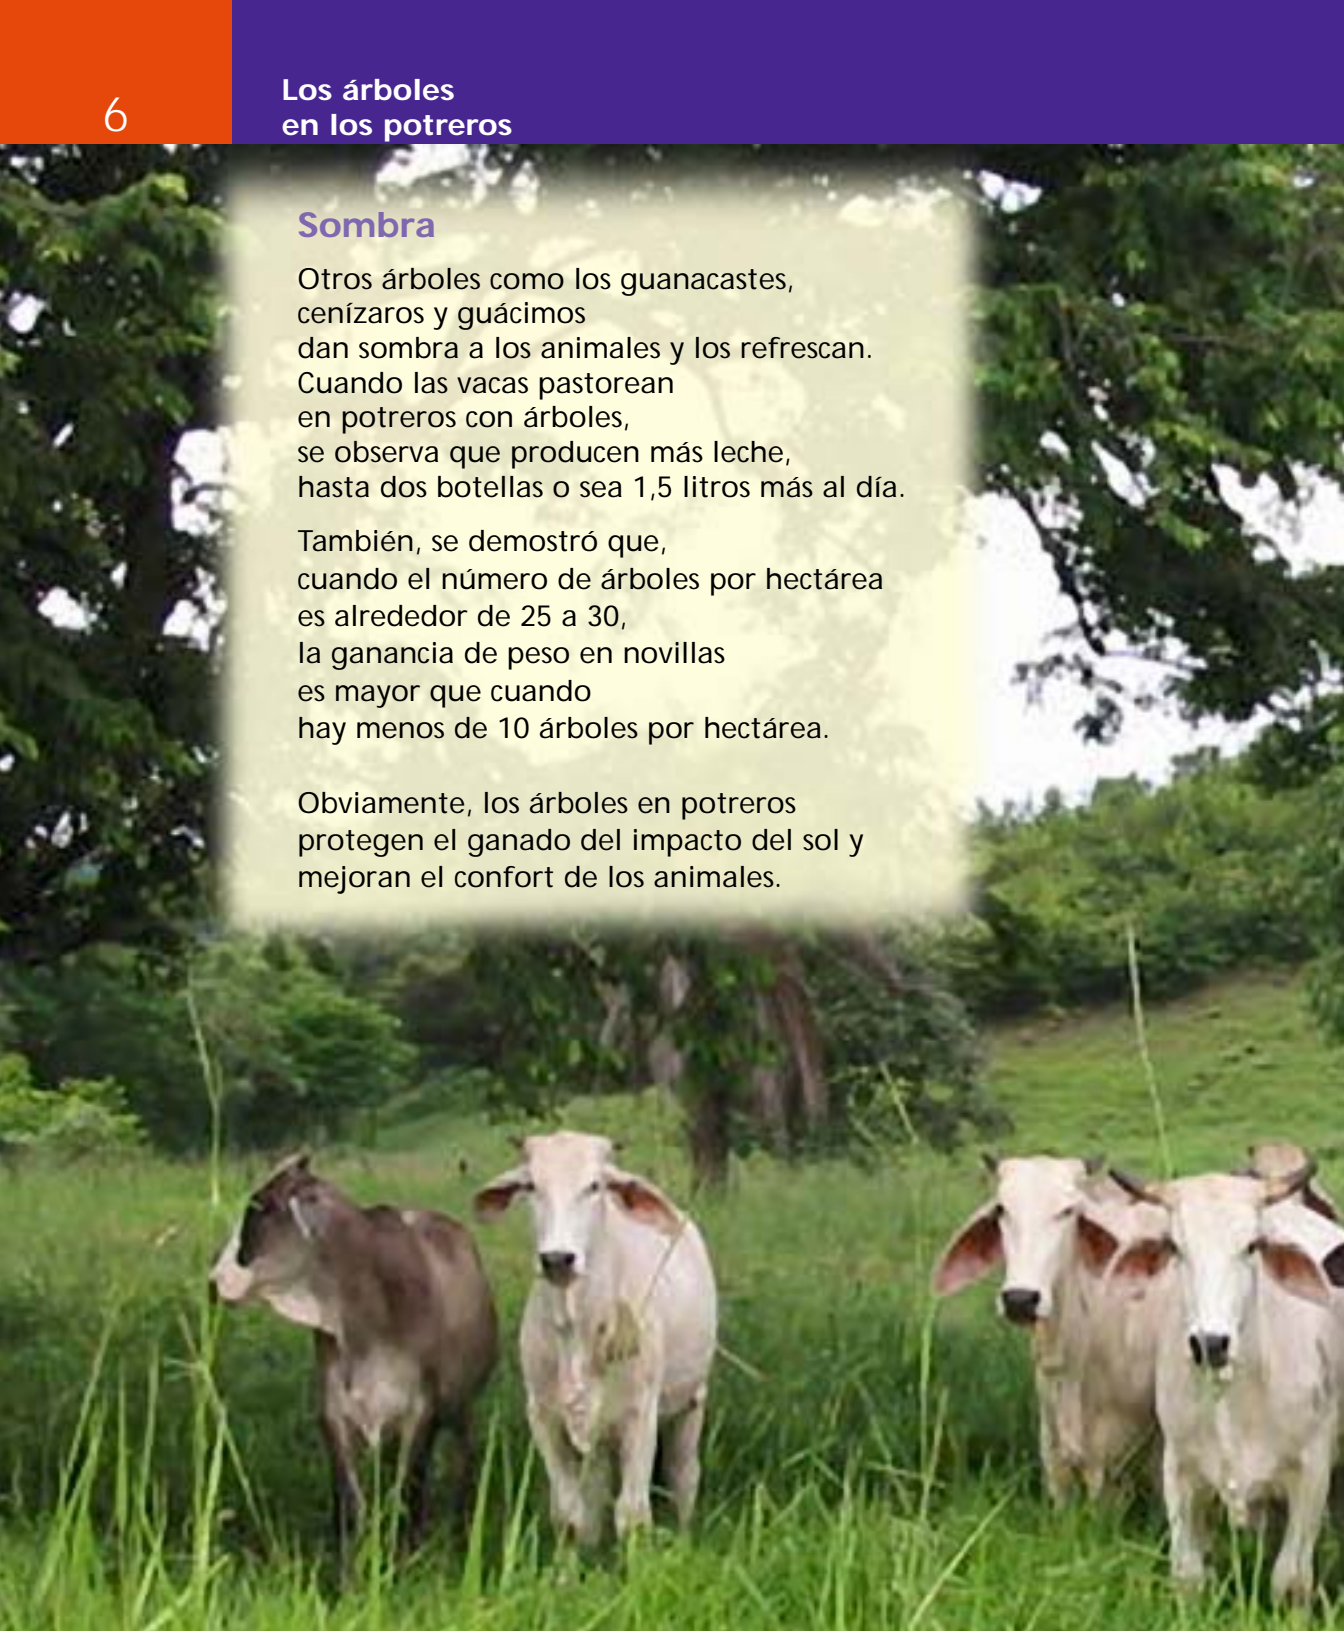 6
Los árboles
en los potreros
Sombra
Otros árboles como los guanacastes,
cenízaros y guácimos
dan sombra a los animales y los refrescan.
Cuando las vacas pastorean
en potreros con árboles,
se observa que producen más leche,
hasta dos botellas o sea 1,5 litros más al día.
También, se demostró que,
cuando el número de árboles por hectárea
es alrededor de 25 a 30,
la ganancia de peso en novillas
es mayor que cuando
hay menos de 10 árboles por hectárea.
Obviamente, los árboles en potreros
protegen el ganado del impacto del sol y
mejoran el confort de los animales.